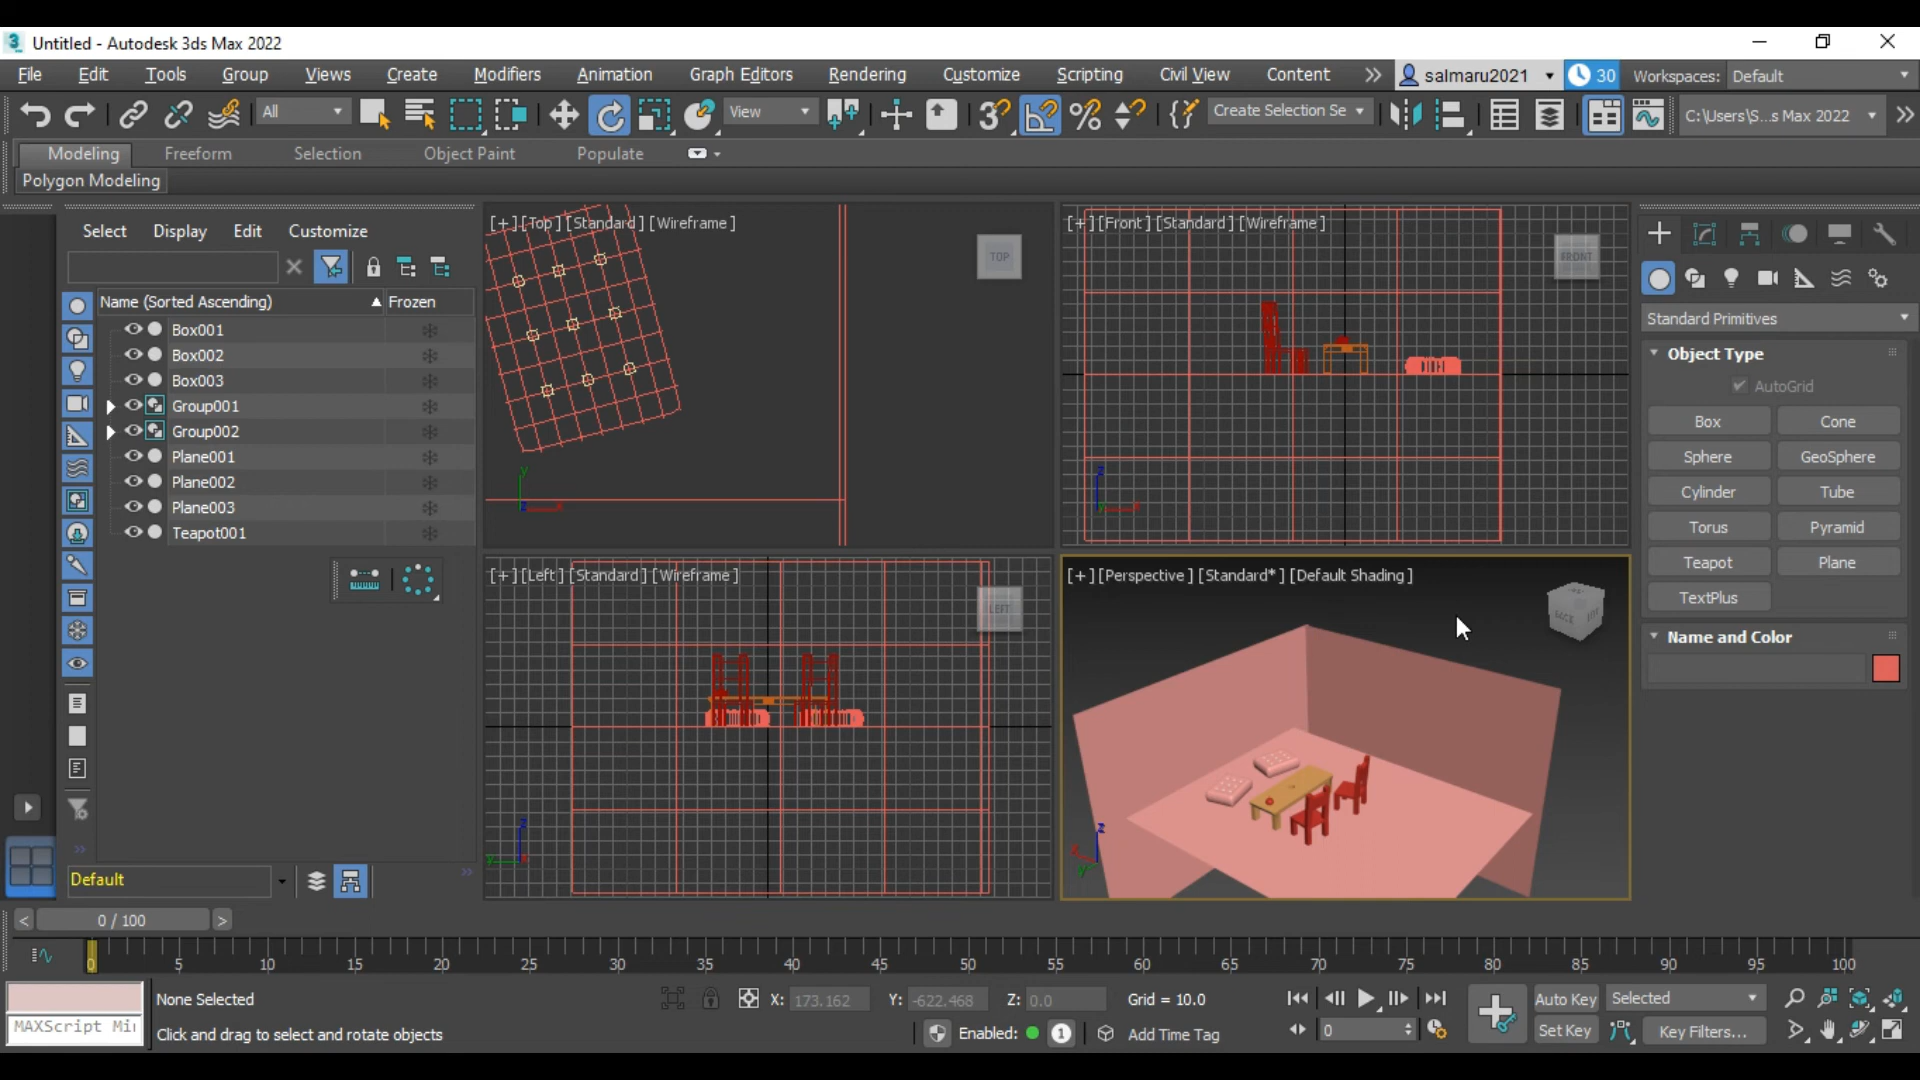 3 Untitled - Autodesk 3ds Max 2022
File Edit Tools Group Views Create Modifiers Animation Graph Editors Rendering Customize Scripting Civil View Content salmaru2021 30 Workspaces: Default
All View Create Selection Se C:\Users\S...s Max 2022
Modeling Freeform Selection Object Paint Populate
Polygon Modeling
Select Display Edit Customize
Name (Sorted Ascending) Frozen
Box001
Box002
Box003
Group001
Group002
Plane001
Plane002
Plane003
Teapot001
Default
[+] [Top] [Standard] [Wireframe]
TOP
y
z x
[+] [Front] [Standard] [Wireframe]
FRONT
z
y x
[+] [Left] [Standard] [Wireframe]
LEFT
z
y x
[+] [Perspective] [Standard*] [Default Shading]
BACK
z
x
y
Standard Primitives
Object Type
AutoGrid
Box Cone
Sphere GeoSphere
Cylinder Tube
Torus Pyramid
Teapot Plane
TextPlus
Name and Color
< 0 / 100 >
0 5 10 15 20 25 30 35 40 45 50 55 60 65 70 75 80 85 90 95 100
None Selected X: 173.162 Y: -622.468 Z: 0.0 Grid = 10.0 Auto Key Selected
MAXScript Mi
Click and drag to select and rotate objects Enabled: 1 Add Time Tag 0 Set Key Key Filters...